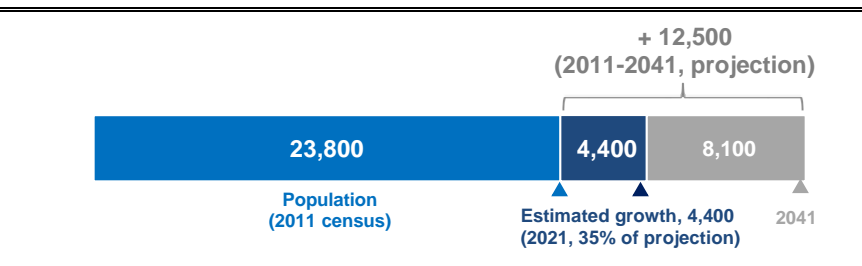 + 12,500
(2011-2041, projection)
23,800
4,400
8,100
Population
(2011 census)
Estimated growth, 4,400
(2021, 35% of projection)
2041